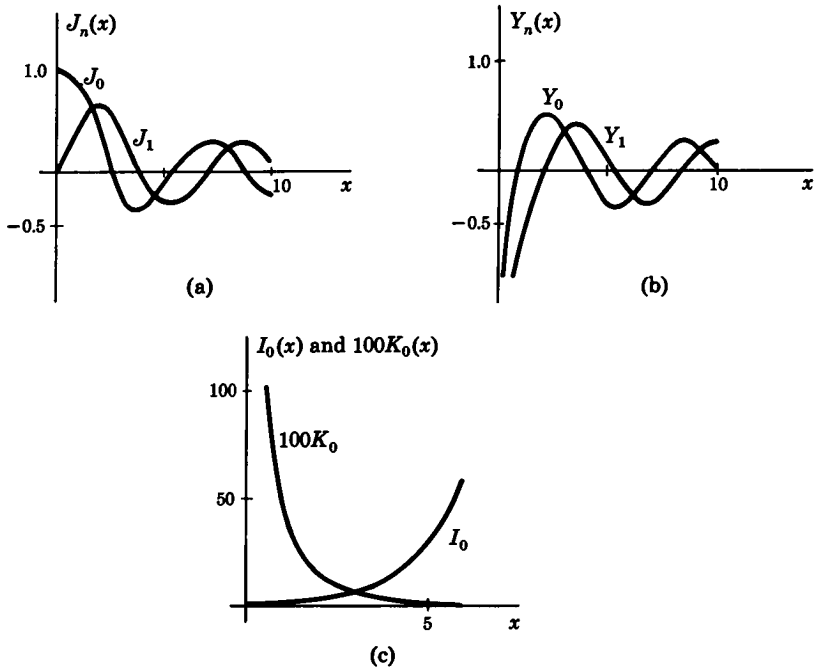 J_n(x)
1.0
J_0
J_1
10
x
−0.5
(a)
Y_n(x)
1.0
Y_0
Y_1
10
x
−0.5
(b)
I_0(x) and 100K_0(x)
100
100K_0
50
I_0
5
x
(c)